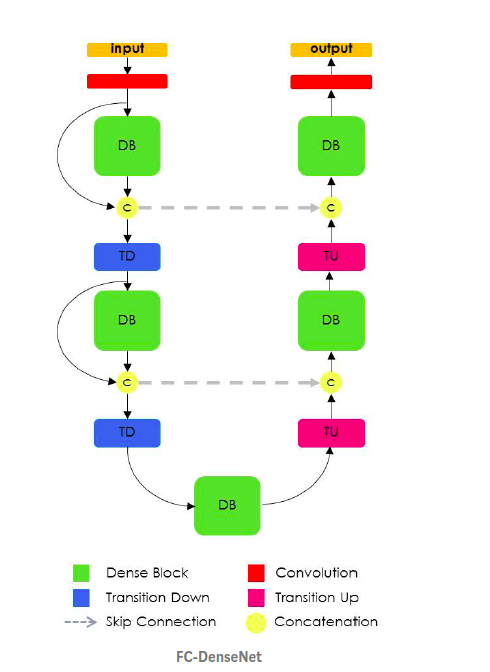 input
output
DB
DB
C
C
TD
TU
DB
DB
C
C
TD
TU
DB
Dense Block
Convolution
Transition Down
Transition Up
Skip Connection
Concatenation
FC-DenseNet